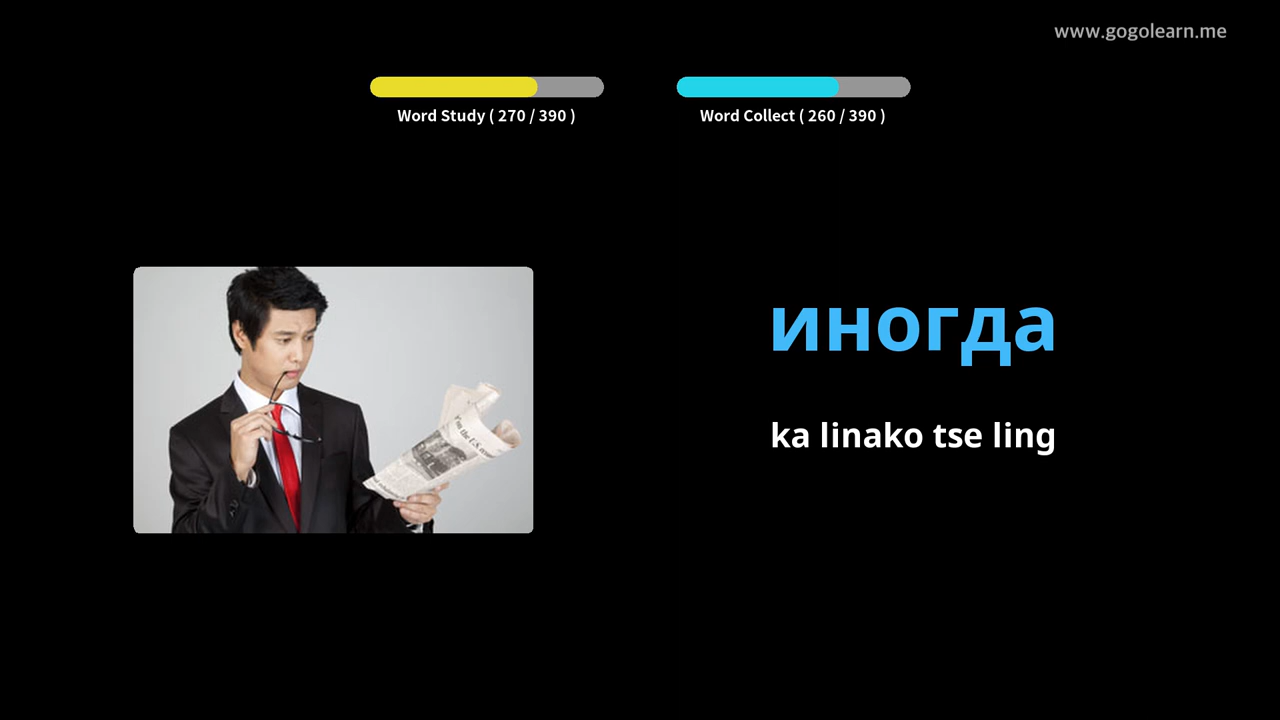 www.gogolearn.me
Word Study ( 270 / 390 )
Word Collect ( 260 / 390 )
иногда
ka linako tse ling